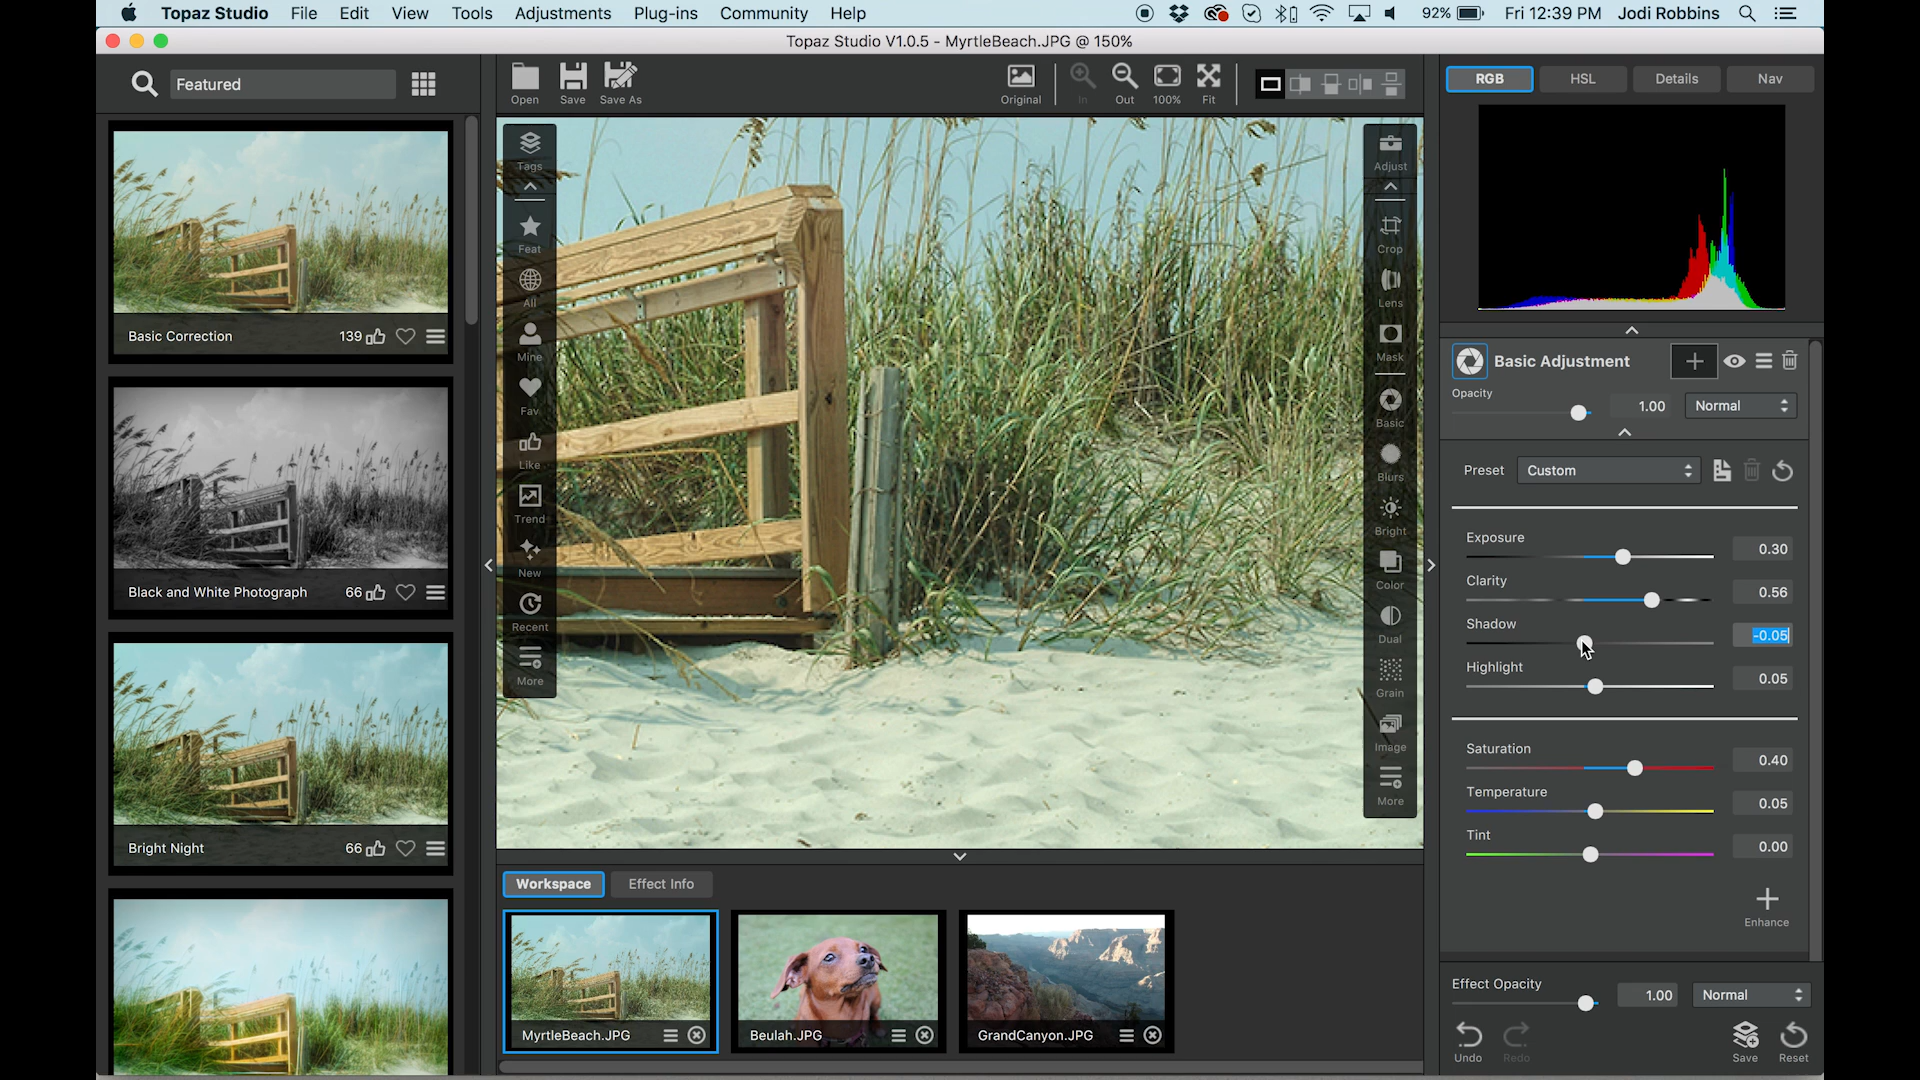 Topaz Studio File Edit View Tools Adjustments Plug-ins Community Help 92% Fri 12:39 PM Jodi Robbins
Topaz Studio V1.0.5 - MyrtleBeach.JPG @ 150%
Featured
Open Save Save As Original In Out 100% Fit
RGB HSL Details Nav
Basic Correction 139
Black and White Photograph 66
Bright Night 66
Tags
Feat
All
Mine
Fav
Like
Trend
New
Recent
More
Adjust
Crop
Lens
Mask
Basic
Blurs
Bright
Color
Dual
Grain
Image
More
Basic Adjustment
Opacity 1.00 Normal
Preset Custom
Exposure 0.30
Clarity 0.56
Shadow -0.05
Highlight 0.05
Saturation 0.40
Temperature 0.05
Tint 0.00
Enhance
Workspace Effect Info
MyrtleBeach.JPG Beulah.JPG GrandCanyon.JPG
Effect Opacity 1.00 Normal
Undo Redo Save Reset